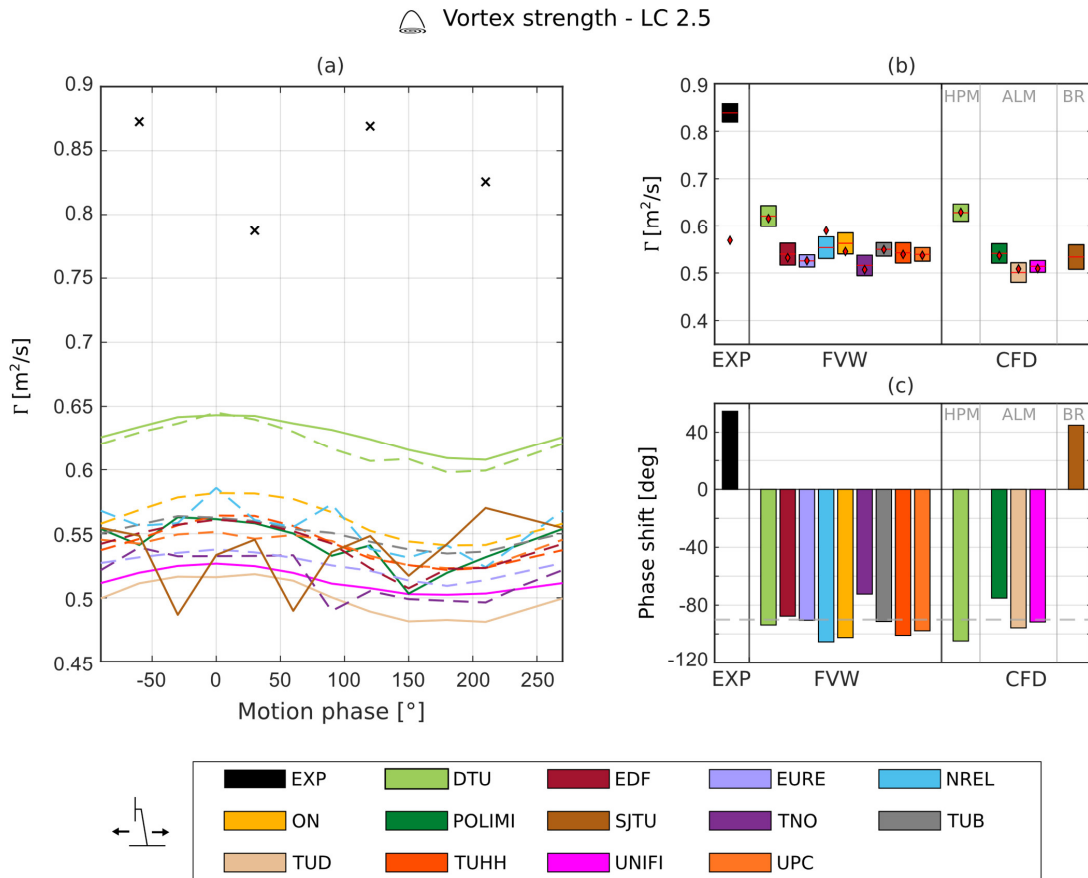 Vortex strength - LC 2.5
(a)
0.9
0.85
0.8
0.75
0.7
0.65
0.6
0.55
0.5
0.45
Γ [m²/s]
-50 0 50 100 150 200 250
Motion phase [°]
(b)
HPM ALM BR
0.9
0.8
0.7
0.6
0.5
0.4
Γ [m²/s]
EXP FVW CFD
(c)
HPM ALM BR
40
0
-40
-80
-120
Phase shift [deg]
EXP FVW CFD
EXP DTU EDF EURE NREL
ON POLIMI SJTU TNO TUB
TUD TUHH UNIFI UPC